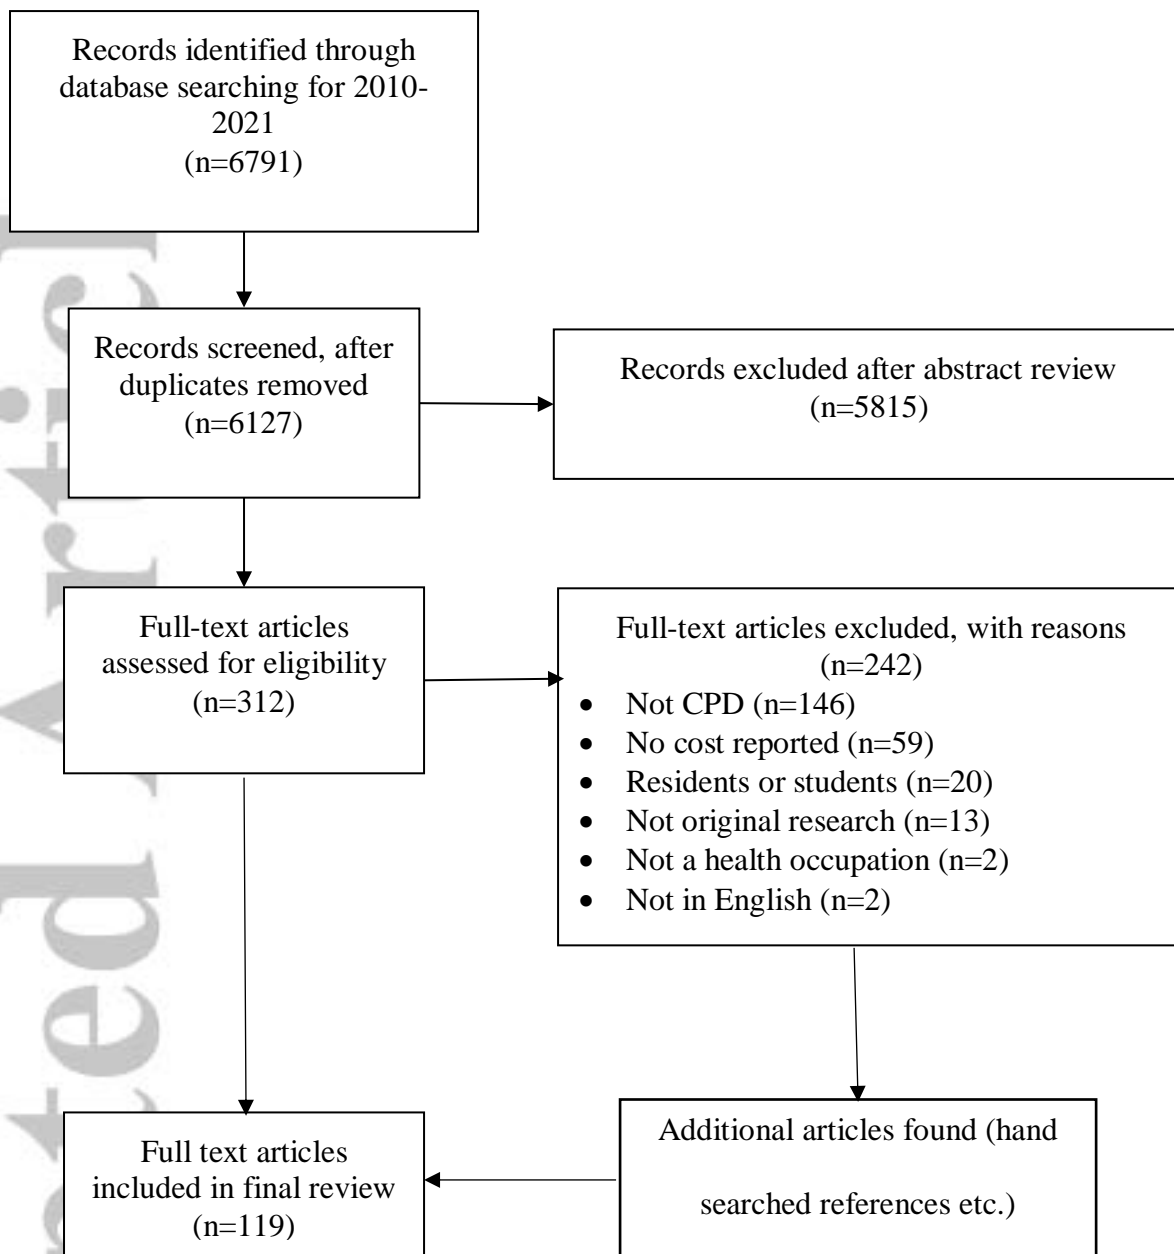 Records identified through
database searching for 2010-
2021
(n=6791)
Records screened, after
duplicates removed
(n=6127)
Records excluded after abstract review
(n=5815)
Full-text articles
assessed for eligibility
(n=312)
Full-text articles excluded, with reasons
(n=242)
• Not CPD (n=146)
• No cost reported (n=59)
• Residents or students (n=20)
• Not original research (n=13)
• Not a health occupation (n=2)
• Not in English (n=2)
Full text articles
included in final review
(n=119)
Additional articles found (hand
searched references etc.)
ted Articl